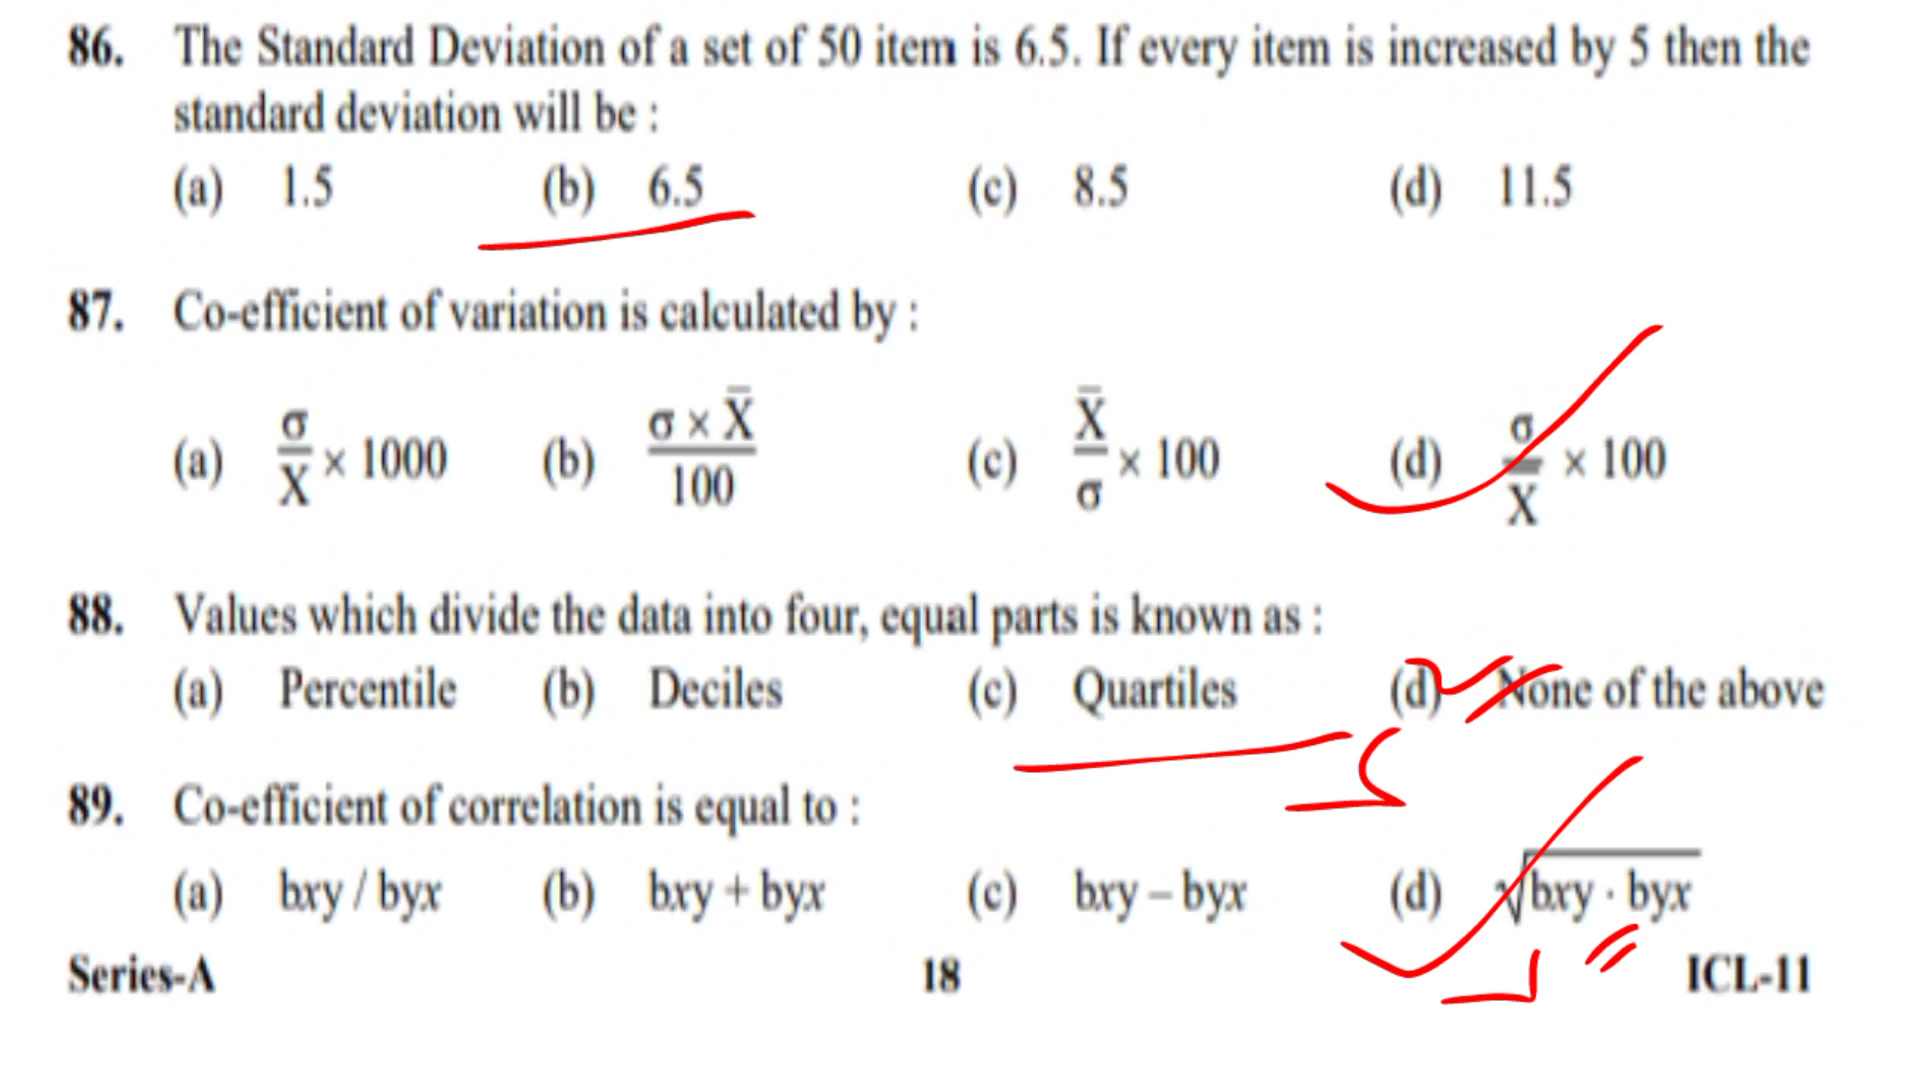 86. The Standard Deviation of a set of 50 item is 6.5. If every item is increased by 5 then the
standard deviation will be :
(a) 1.5 (b) 6.5 (c) 8.5 (d) 11.5
87. Co-efficient of variation is calculated by :
(a) σ/X × 1000 (b) σ × X̄/100 (c) X̄/σ × 100 (d) σ/X × 100
88. Values which divide the data into four, equal parts is known as :
(a) Percentile (b) Deciles (c) Quartiles (d) None of the above
89. Co-efficient of correlation is equal to :
(a) bxy / byx (b) bxy + byx (c) bxy – byx (d) √bxy · byx
Series-A 18 ICL-11